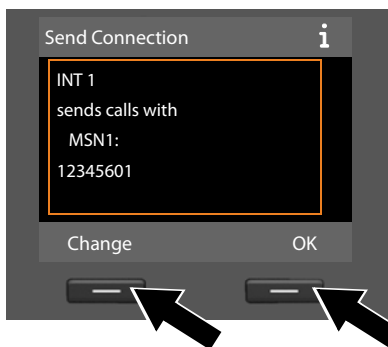 Send Connection i
INT 1
sends calls with
MSN1:
12345601
Change OK